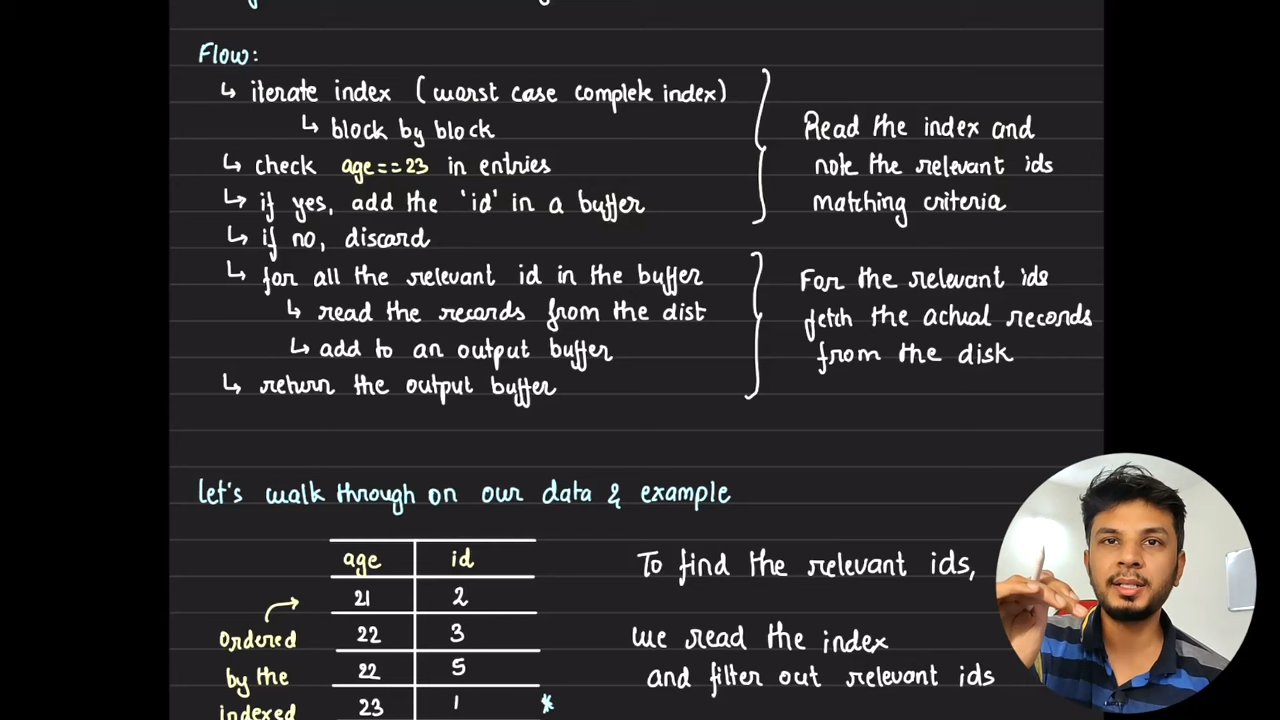 Flow:
↳ iterate index (worst case complek index)
↳ block by block
↳ check age==23 in entries
↳ if yes, add the 'id' in a buffer
↳ if no, discard
↳ for all the relevant id in the buffer
↳ read the records from the dist
↳ add to an output buffer
↳ return the output buffer
Read the index and
note the relevant ids
matching criteria
For the relevant ids
fetch the actual records
from the disk
let's walk through on our data & example
age id
21 2
22 3
22 5
23 1 *
Ordered
by the
indexed
To find the relevant ids,
we read the index
and filter out relevant ids